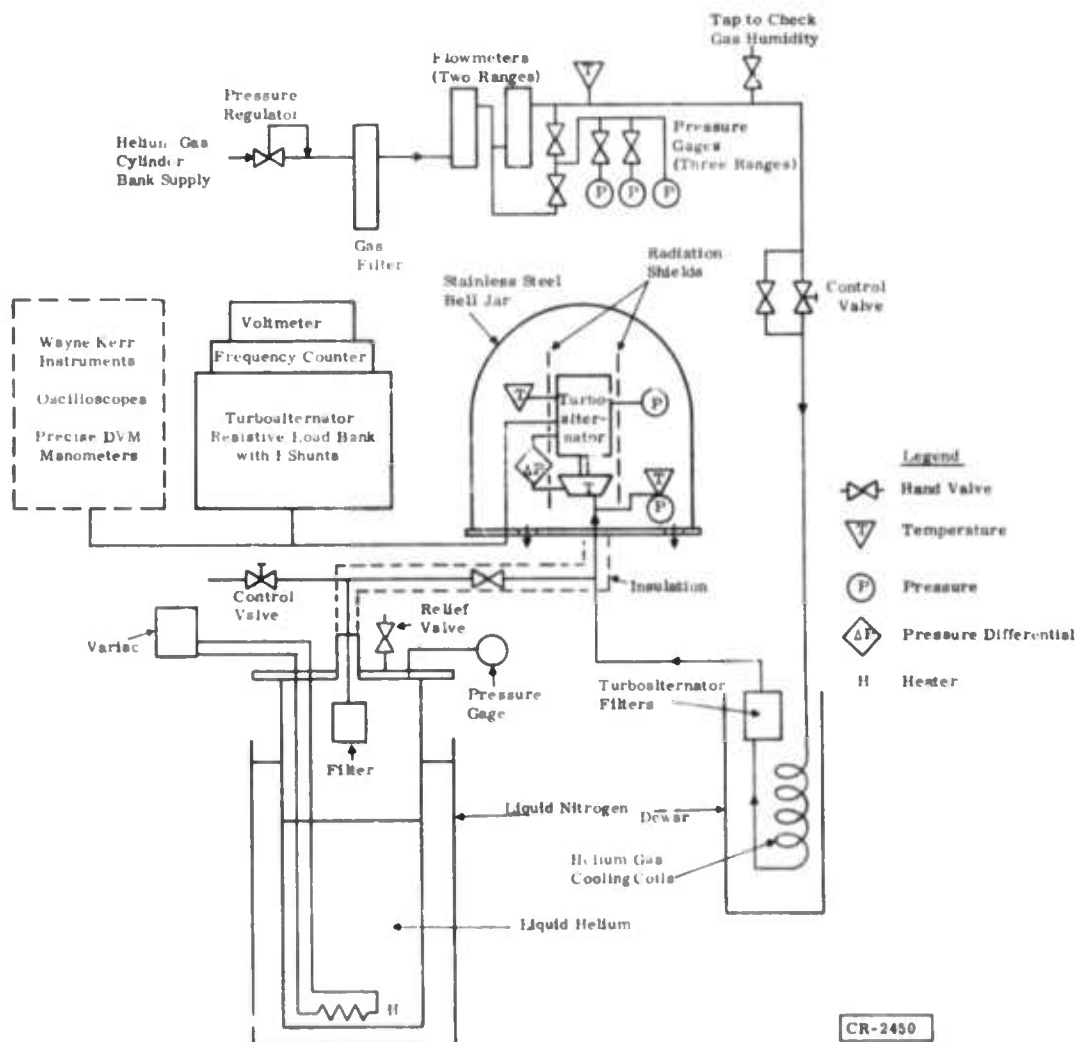 Tap to Check
Gas Humidity
Flowmeters
(Two Ranges)
T
Pressure
Regulator
Helium Gas
Cylinder
Bank Supply
Pressure
Gages
(Three Ranges)
P
P
P
Gas
Filter
Radiation
Shields
Stainless Steel
Bell Jar
Control
Valve
Voltmeter
Frequency Counter
Turboalternator
Resistive Load Bank
with I Shunts
Wayne Kerr
Instruments
Oscilloscopes
Precise DVM
Manometers
T
Turbo-
alter-
nator
P
ΔP
T
T
P
Legend
Hand Valve
T
Temperature
P
Pressure
ΔP
Pressure Differential
H
Heater
Insulation
Control
Valve
Relief
Valve
Variac
Pressure
Gage
Turboalternator
Filters
Filter
Liquid Nitrogen
Dewar
Helium Gas
Cooling Coils
Liquid Helium
H
CR-2450